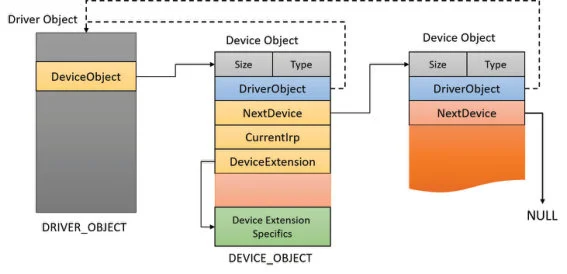 Driver Object
DeviceObject
DRIVER_OBJECT
Device Object
Size Type
DriverObject
NextDevice
CurrentIrp
DeviceExtension
Device Extension
Specifics
DEVICE_OBJECT
Device Object
Size Type
DriverObject
NextDevice
NULL